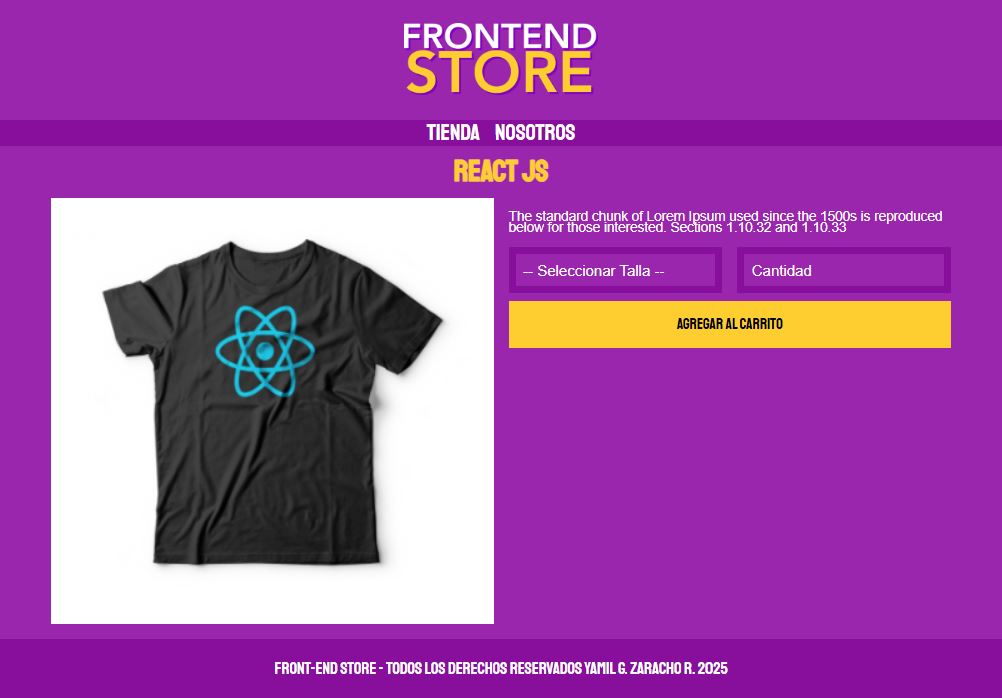 FRONTEND
STORE
TIENDA NOSOTROS
REACT JS
The standard chunk of Lorem Ipsum used since the 1500s is reproduced
below for those interested. Sections 1.10.32 and 1.10.33
-- Seleccionar Talla -- Cantidad
AGREGAR AL CARRITO
FRONT-END STORE - TODOS LOS DERECHOS RESERVADOS YAMIL G. ZARACHO R. 2025